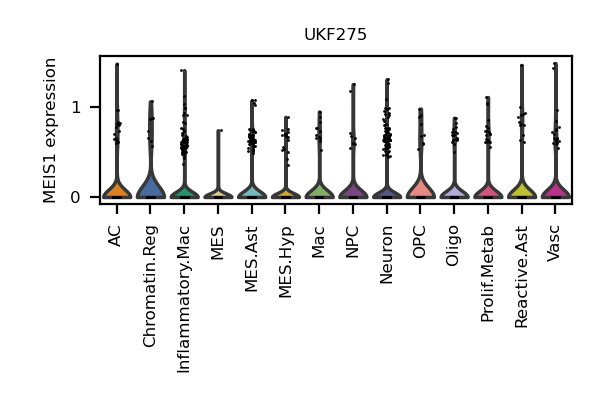 UKF275
MEIS1 expression
1
0
AC
Chromatin.Reg
Inflammatory.Mac
MES
MES.Ast
MES.Hyp
Mac
NPC
Neuron
OPC
Oligo
Prolif.Metab
Reactive.Ast
Vasc